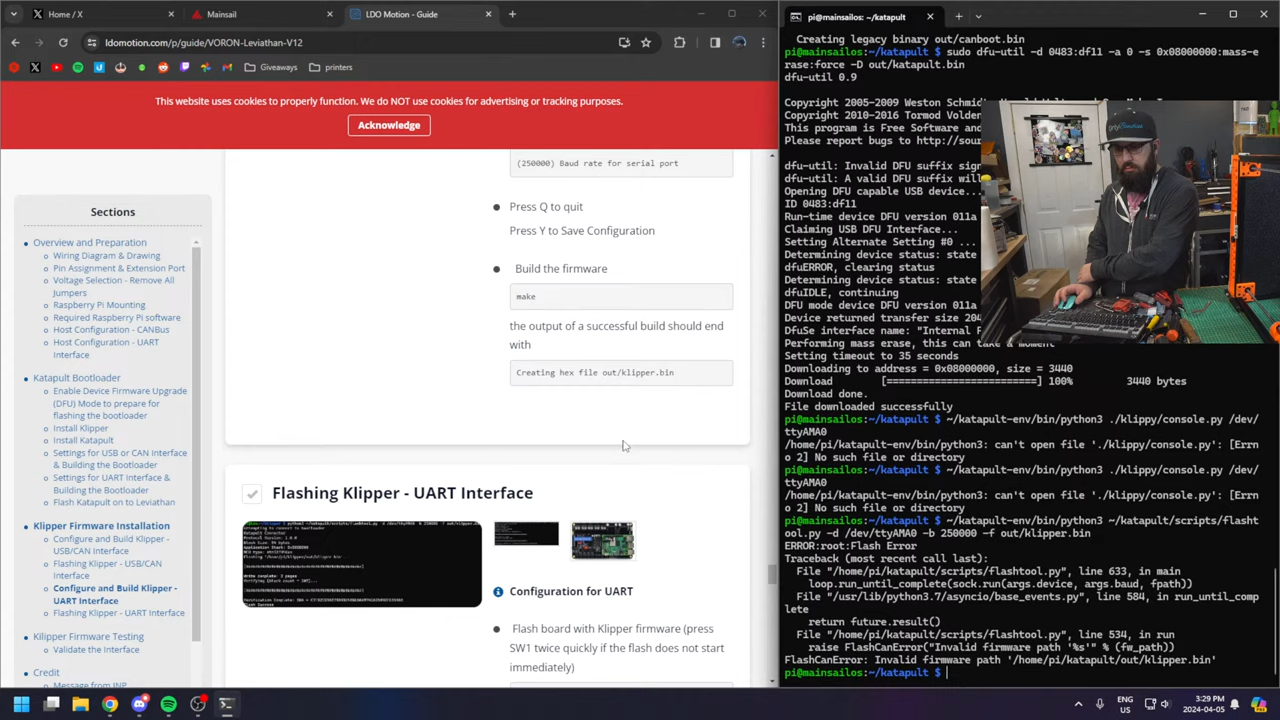 Home / X
Mainsail
LDO Motion - Guide
ldomotion.com/p/guide/VORON-Leviathan-V12
Giveaways
printers
This website uses cookies to properly function. We do NOT use cookies for advertising or tracking purposes.
Acknowledge
Sections
Overview and Preparation
Wiring Diagram & Drawing
Pin Assignment & Extension Port
Voltage Selection - Remove All
Jumpers
Raspberry Pi Mounting
Required Raspberry Pi software
Host Configuration - CANBus
Host Configuration - UART
Interface
Katapult Bootloader
Enable Device Firmware Upgrade
(DFU) Mode to prepare for
flashing the bootloader
Install Klipper
Install Katapult
Settings for USB or CAN Interface
& Building the Bootloader
Settings for UART Interface &
Building the Bootloader
Flash Katapult on to Leviathan
Klipper Firmware Installation
Configure and Build Klipper -
USB/CAN Interface
Flashing Klipper - USB/CAN
Interface
Configure and Build Klipper -
UART Interface
Flashing Klipper - UART Interface
Kilipper Firmware Testing
Validate the Interface
Credit
Message from INP
(250000) Baud rate for serial port
Press Q to quit
Press Y to Save Configuration
Build the firmware
make
the output of a successful build should end
with
Creating hex file out/klipper.bin
Flashing Klipper - UART Interface
Configuration for UART
Flash board with Klipper firmware (press
SW1 twice quickly if the flash does not start
immediately)
pi@mainsailos: ~/katapult
Creating legacy binary out/canboot.bin
pi@mainsailos:~/katapult $ sudo dfu-util -d 0483:df11 -a 0 -s 0x08000000:mass-e
rase:force -D out/katapult.bin
dfu-util 0.9
Copyright 2005-2009 Weston Schmidt
Copyright 2010-2016 Tormod Volden
This program is Free Software and
Please report bugs to http://sour
dfu-util: Invalid DFU suffix sign
dfu-util: A valid DFU suffix will
Opening DFU capable USB device...
ID 0483:df11
Run-time device DFU version 011a
Claiming USB DFU Interface...
Setting Alternate Setting #0 ...
Determining device status: state
dfuERROR, clearing status
Determining device status: state
dfuIDLE, continuing
DFU mode device DFU version 011a
Device returned transfer size 204
DfuSe interface name: "Internal F
Performing mass erase, this can take a moment
Setting timeout to 35 seconds
Downloading to address = 0x08000000, size = 3440
Download [=========================] 100% 3440 bytes
Download done.
File downloaded successfully
pi@mainsailos:~/katapult $ ~/katapult-env/bin/python3 ./klippy/console.py /dev/
ttyAMA0
/home/pi/katapult-env/bin/python3: can't open file './klippy/console.py': [Errn
o 2] No such file or directory
pi@mainsailos:~/katapult $ ~/katapult-env/bin/python3 ./klippy/console.py /dev/
ttyAMA0
/home/pi/katapult-env/bin/python3: can't open file './klippy/console.py': [Errn
o 2] No such file or directory
pi@mainsailos:~/katapult $ ~/katapult-env/bin/python3 ~/katapult/scripts/flasht
ool.py -d /dev/ttyAMA0 -b 250000 -f out/klipper.bin
ERROR:root:Flash Error
Traceback (most recent call last):
File "/home/pi/katapult/scripts/flashtool.py", line 633, in main
loop.run_until_complete(sock.run(args.device, args.baud, args))
File "/usr/lib/python3.7/asyncio/base_events.py", line 584, in run_until_comp
lete
return future.result()
File "/home/pi/katapult/scripts/flashtool.py", line 534, in run
raise FlashCanError("Invalid firmware path '%s'" % (fw_path))
FlashCanError: Invalid firmware path '/home/pi/katapult/out/klipper.bin'
pi@mainsailos:~/katapult $
ENG
US
3:29 PM
2024-04-05